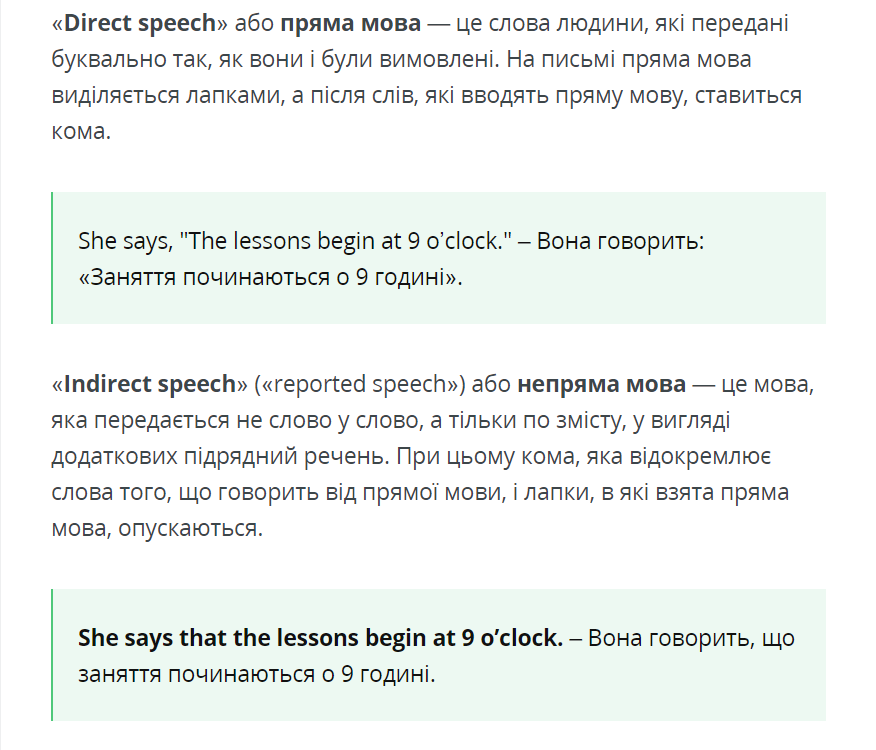 «Direct speech» або пряма мова — це слова людини, які передані
буквально так, як вони і були вимовлені. На письмі пряма мова
виділяється лапками, а після слів, які вводять пряму мову, ставиться
кома.
She says, "The lessons begin at 9 o’clock." – Вона говорить:
«Заняття починаються о 9 годині».
«Indirect speech» («reported speech») або непряма мова — це мова,
яка передається не слово у слово, а тільки по змісту, у вигляді
додаткових підрядний речень. При цьому кома, яка відокремлює
слова того, що говорить від прямої мови, і лапки, в які взята пряма
мова, опускаються.
She says that the lessons begin at 9 o’clock. – Вона говорить, що
заняття починаються о 9 годині.